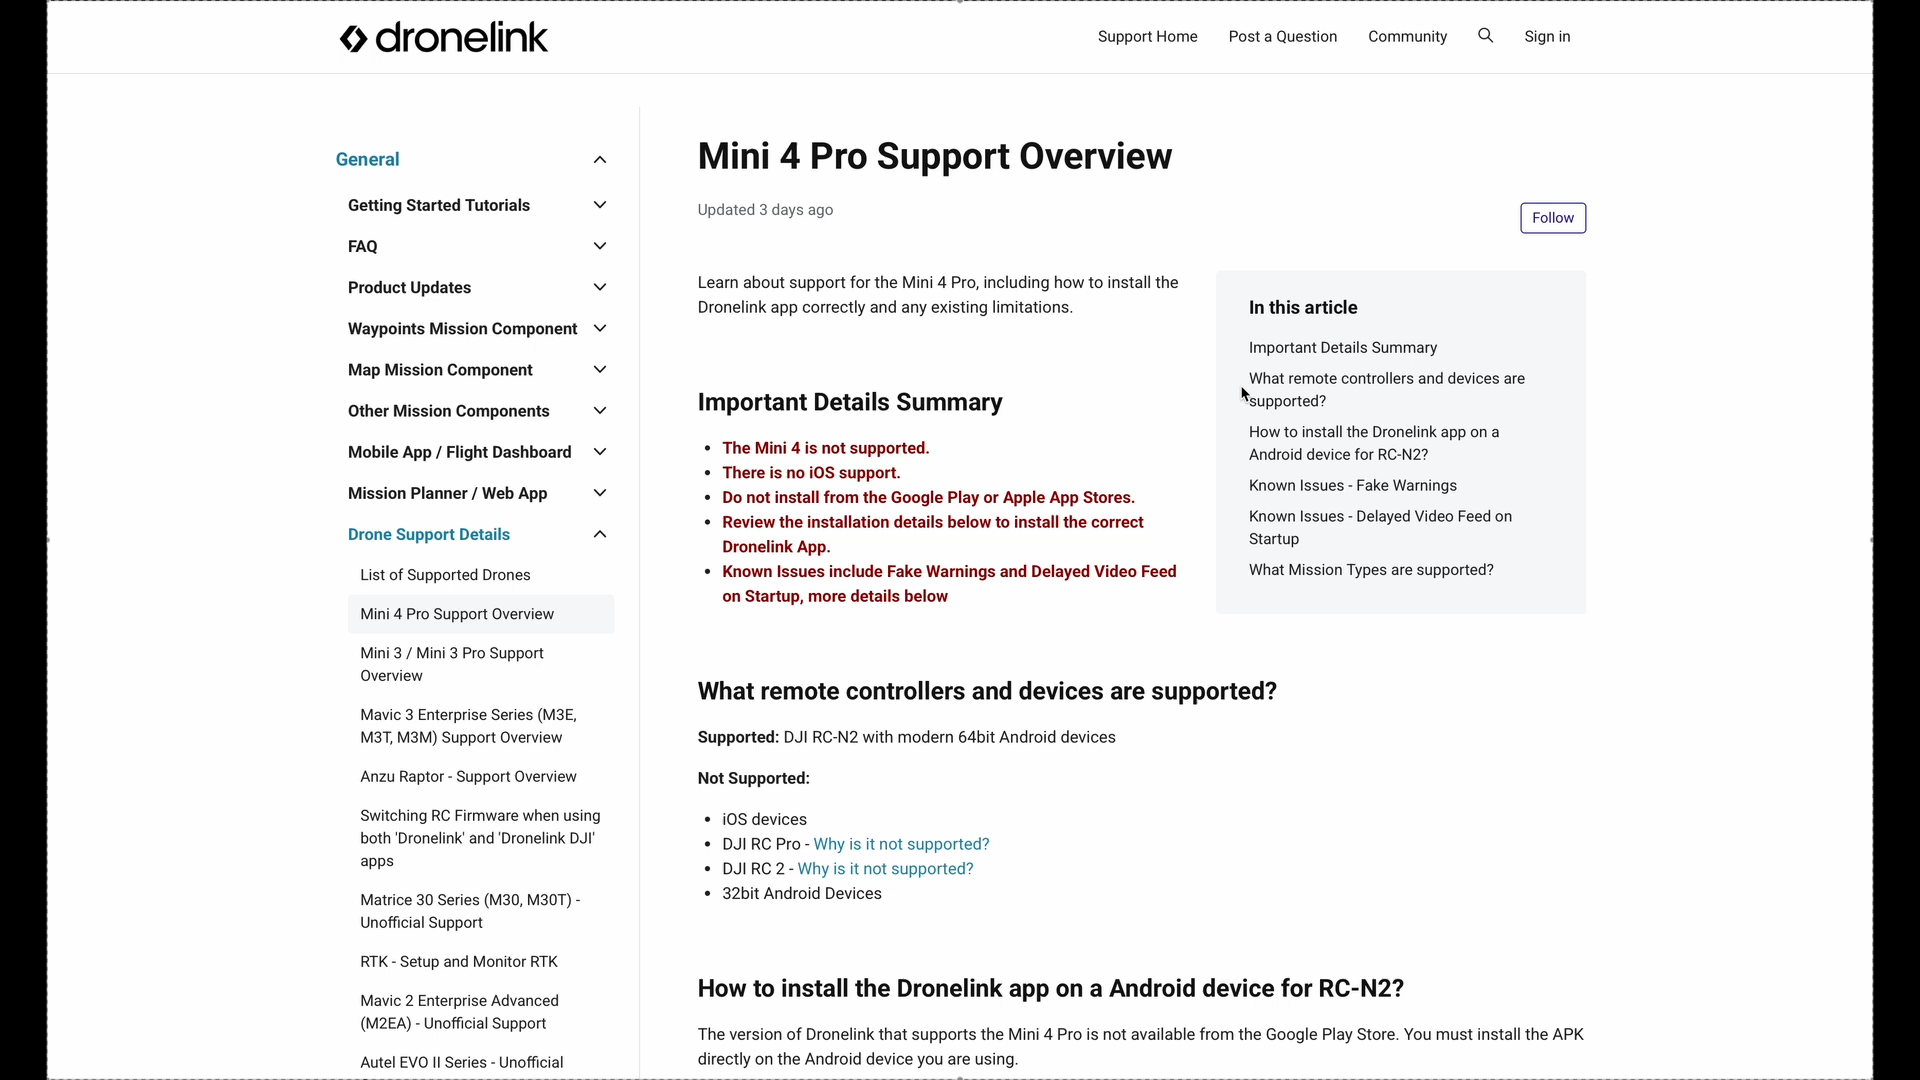 dronelink
Support Home
Post a Question
Community
Sign in
General
Getting Started Tutorials
FAQ
Product Updates
Waypoints Mission Component
Map Mission Component
Other Mission Components
Mobile App / Flight Dashboard
Mission Planner / Web App
Drone Support Details
List of Supported Drones
Mini 4 Pro Support Overview
Mini 3 / Mini 3 Pro Support
Overview
Mavic 3 Enterprise Series (M3E,
M3T, M3M) Support Overview
Anzu Raptor - Support Overview
Switching RC Firmware when using
both 'Dronelink' and 'Dronelink DJI'
apps
Matrice 30 Series (M30, M30T) -
Unofficial Support
RTK - Setup and Monitor RTK
Mavic 2 Enterprise Advanced
(M2EA) - Unofficial Support
Autel EVO II Series - Unofficial
Mini 4 Pro Support Overview
Updated 3 days ago
Follow
Learn about support for the Mini 4 Pro, including how to install the
Dronelink app correctly and any existing limitations.
Important Details Summary
• The Mini 4 is not supported.
• There is no iOS support.
• Do not install from the Google Play or Apple App Stores.
• Review the installation details below to install the correct
Dronelink App.
• Known Issues include Fake Warnings and Delayed Video Feed
on Startup, more details below
In this article
Important Details Summary
What remote controllers and devices are
supported?
How to install the Dronelink app on a
Android device for RC-N2?
Known Issues - Fake Warnings
Known Issues - Delayed Video Feed on
Startup
What Mission Types are supported?
What remote controllers and devices are supported?
Supported: DJI RC-N2 with modern 64bit Android devices
Not Supported:
• iOS devices
• DJI RC Pro - Why is it not supported?
• DJI RC 2 - Why is it not supported?
• 32bit Android Devices
How to install the Dronelink app on a Android device for RC-N2?
The version of Dronelink that supports the Mini 4 Pro is not available from the Google Play Store. You must install the APK
directly on the Android device you are using.